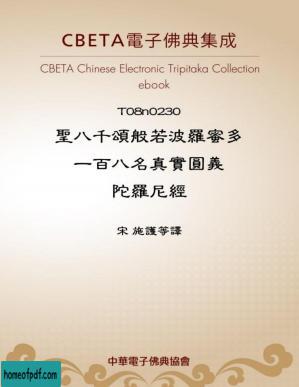 CBETA電子佛典集成
CBETA Chinese Electronic Tripitaka Collection
ebook
T08n0230
聖八千頌般若波羅蜜多
一百八名真實圓義
陀羅尼經
宋 施護等譯
中華電子佛典協會
homeofpdf.com
homeofpdf.com